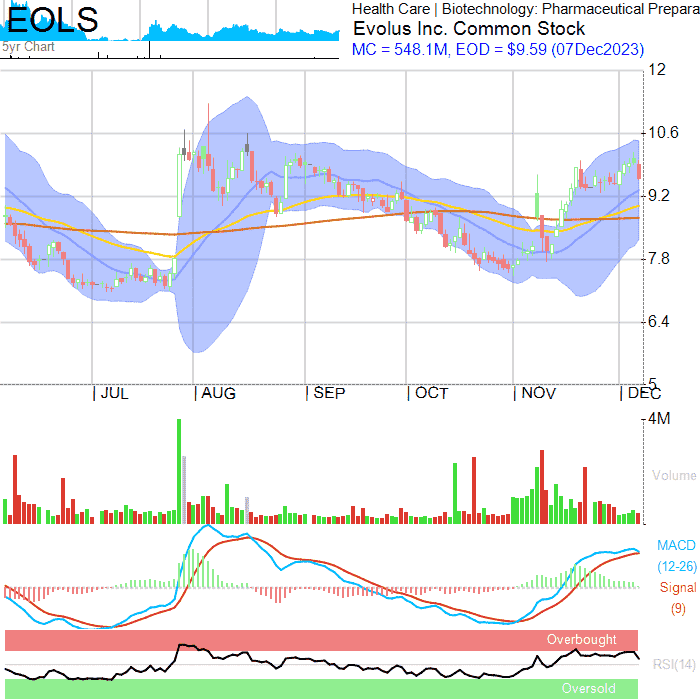 EOLS
5yr Chart
Health Care | Biotechnology: Pharmaceutical Prepara
Evolus Inc. Common Stock
MC = 548.1M, EOD = $9.59 (07Dec2023)
12
10.6
9.2
7.8
6.4
5
JUL AUG SEP OCT NOV DEC
4M
Volume
MACD
(12-26)
Signal
(9)
Overbought
RSI(14)
Oversold